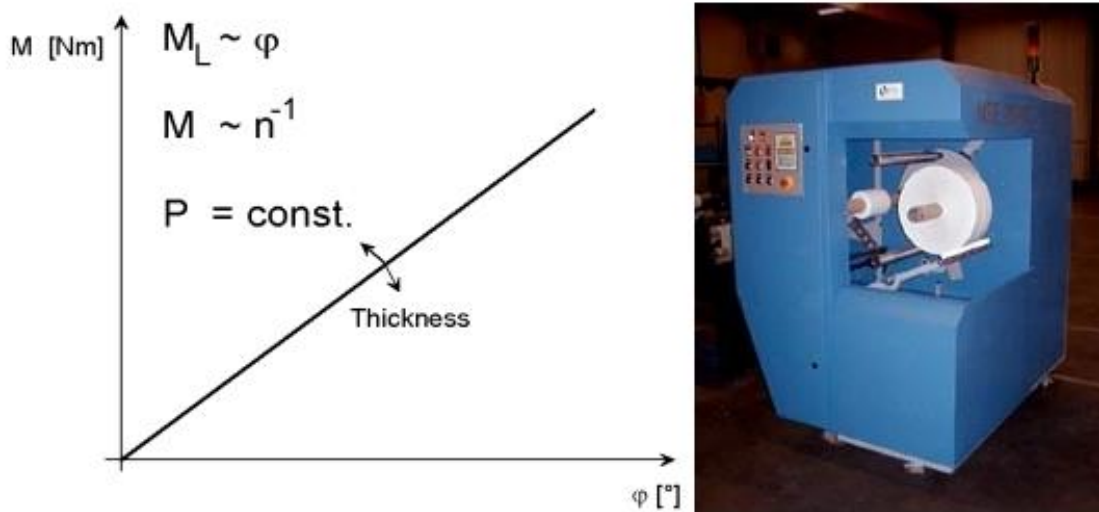 M [Nm]
M_L ~ φ
M ~ n⁻¹
P = const.
Thickness
φ [°]